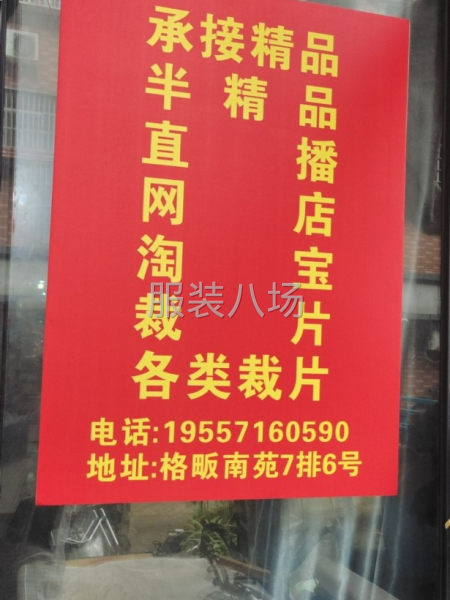 承接精品
半精品
直播
网店
淘宝
裁片
各类裁片
电话:19557160590
地址:格畈南苑7排6号
服装八场